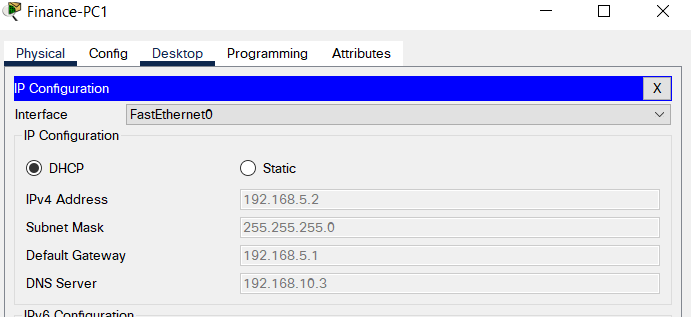 Finance-PC1
Physical Config Desktop Programming Attributes
IP Configuration X
Interface FastEthernet0
IP Configuration
DHCP Static
IPv4 Address 192.168.5.2
Subnet Mask 255.255.255.0
Default Gateway 192.168.5.1
DNS Server 192.168.10.3
IPv6 Configuration